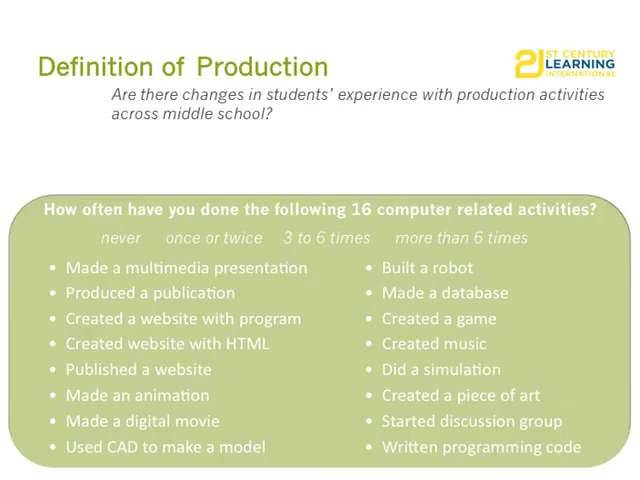 Definition of Production
21ST CENTURY
LEARNING
INTERNATIONAL
Are there changes in students' experience with production activities
across middle school?
How often have you done the following 16 computer related activities?
never once or twice 3 to 6 times more than 6 times
• Made a multimedia presentation
• Produced a publication
• Created a website with program
• Created website with HTML
• Published a website
• Made an animation
• Made a digital movie
• Used CAD to make a model
• Built a robot
• Made a database
• Created a game
• Created music
• Did a simulation
• Created a piece of art
• Started discussion group
• Written programming code